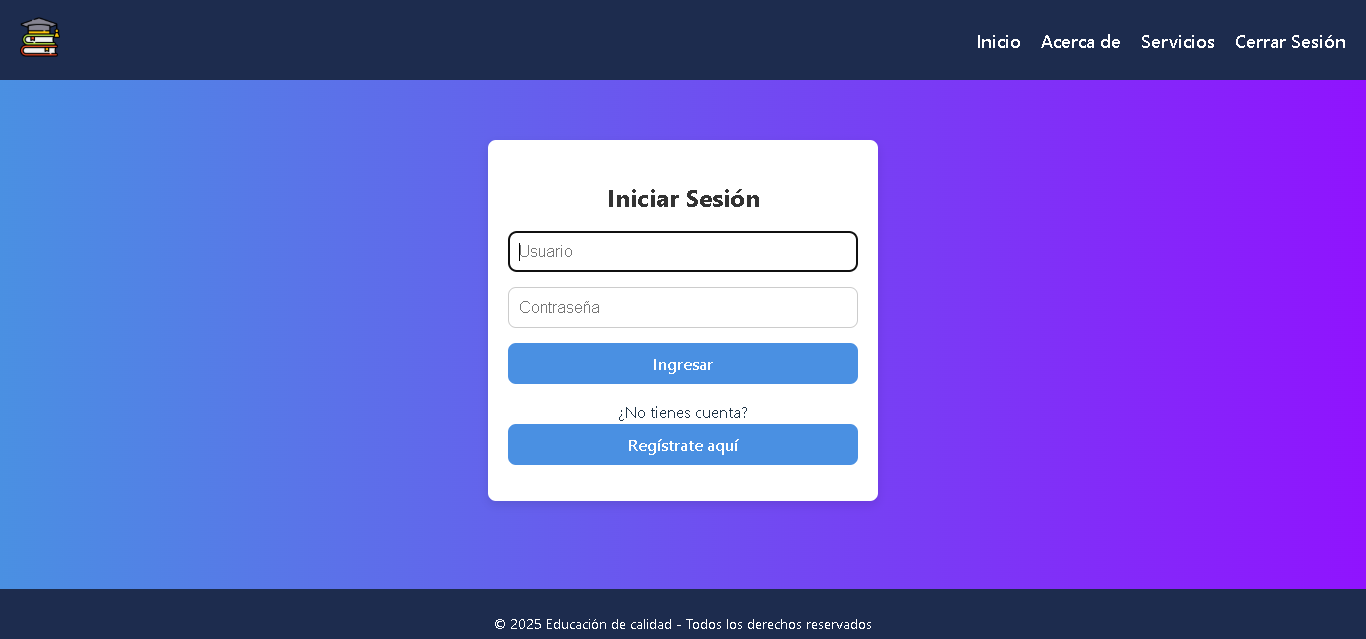 Inicio Acerca de Servicios Cerrar Sesión
Iniciar Sesión
Usuario
Contraseña
Ingresar
¿No tienes cuenta?
Regístrate aquí
© 2025 Educación de calidad - Todos los derechos reservados